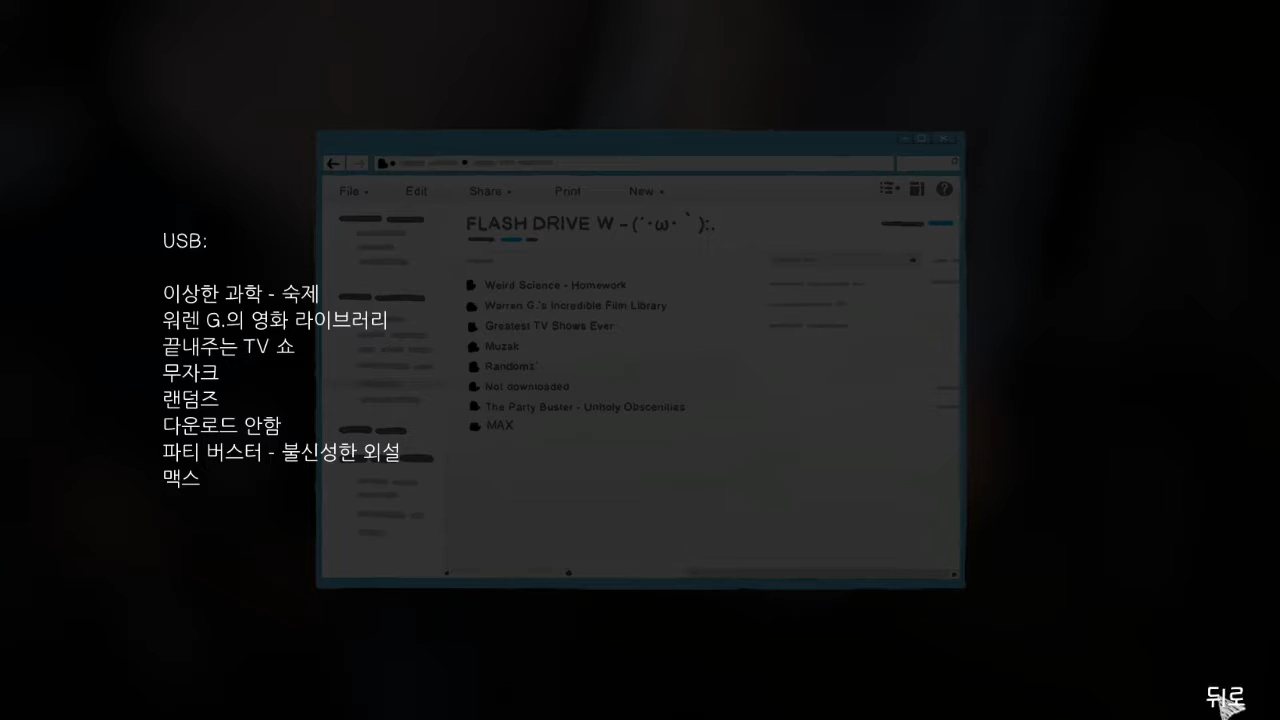 File Edit Share Print New
FLASH DRIVE W - (´･ω･`):.
USB:
이상한 과학 - 숙제
워렌 G.의 영화 라이브러리
끝내주는 TV 쇼
무자크
랜덤즈
다운로드 안함
파티 버스터 - 불신성한 외설
맥스
Weird Science - Homework
Warren G.'s Incredible Film Library
Greatest TV Shows Ever
Muzak
Randomz'
Not downloaded
The Party Buster - Unholy Obscenities
MAX
뒤로